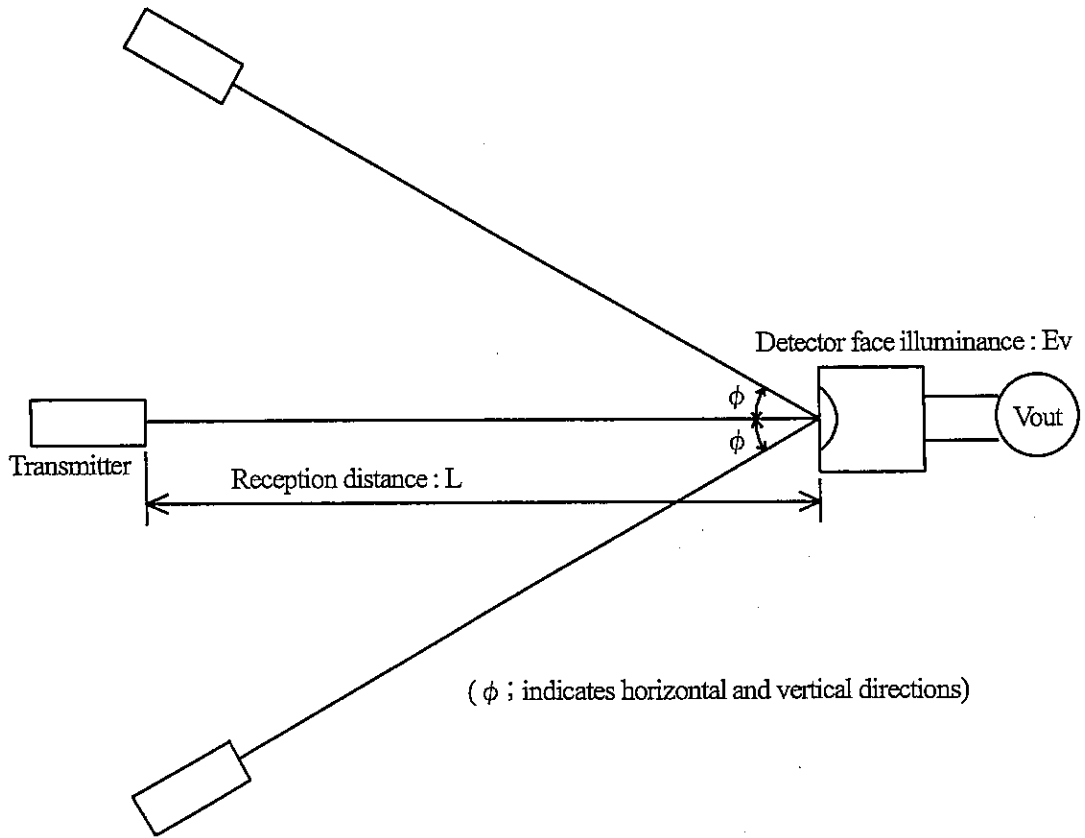 Detector face illuminance : Ev
ϕ
Vout
ϕ
Transmitter
Reception distance : L
( ϕ ; indicates horizontal and vertical directions)